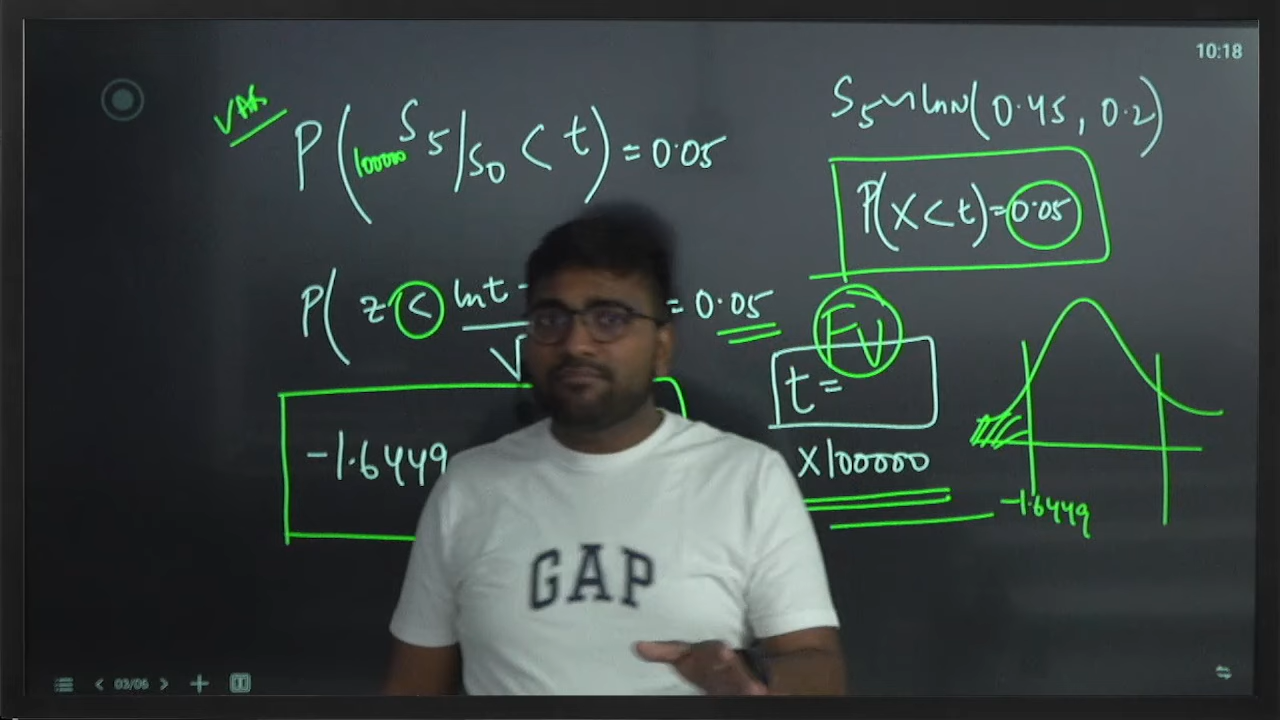 10:18
VAR
P(100000 S5/S0 < t) = 0.05
S5 ~ lnN(0.45, 0.2)
P(X < t) = 0.05
P( z < ln t -
= 0.05
√
FV
t =
-1.6449
X100000
-1.6449
GAP
03/06